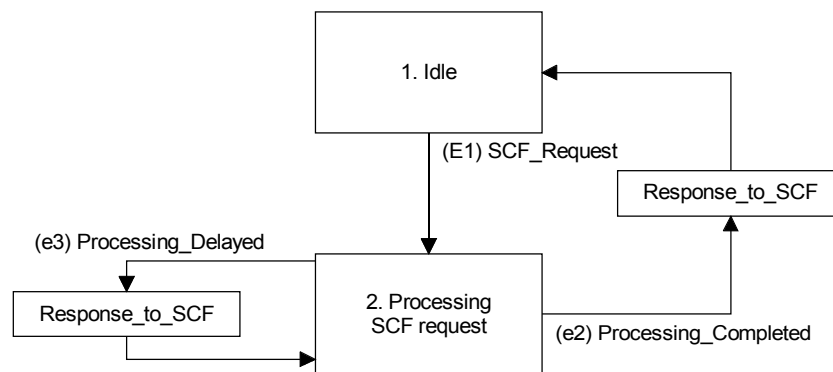 1. Idle
(E1) SCF_Request
Response_to_SCF
(e3) Processing_Delayed
Response_to_SCF
2. Processing
SCF request
(e2) Processing_Completed